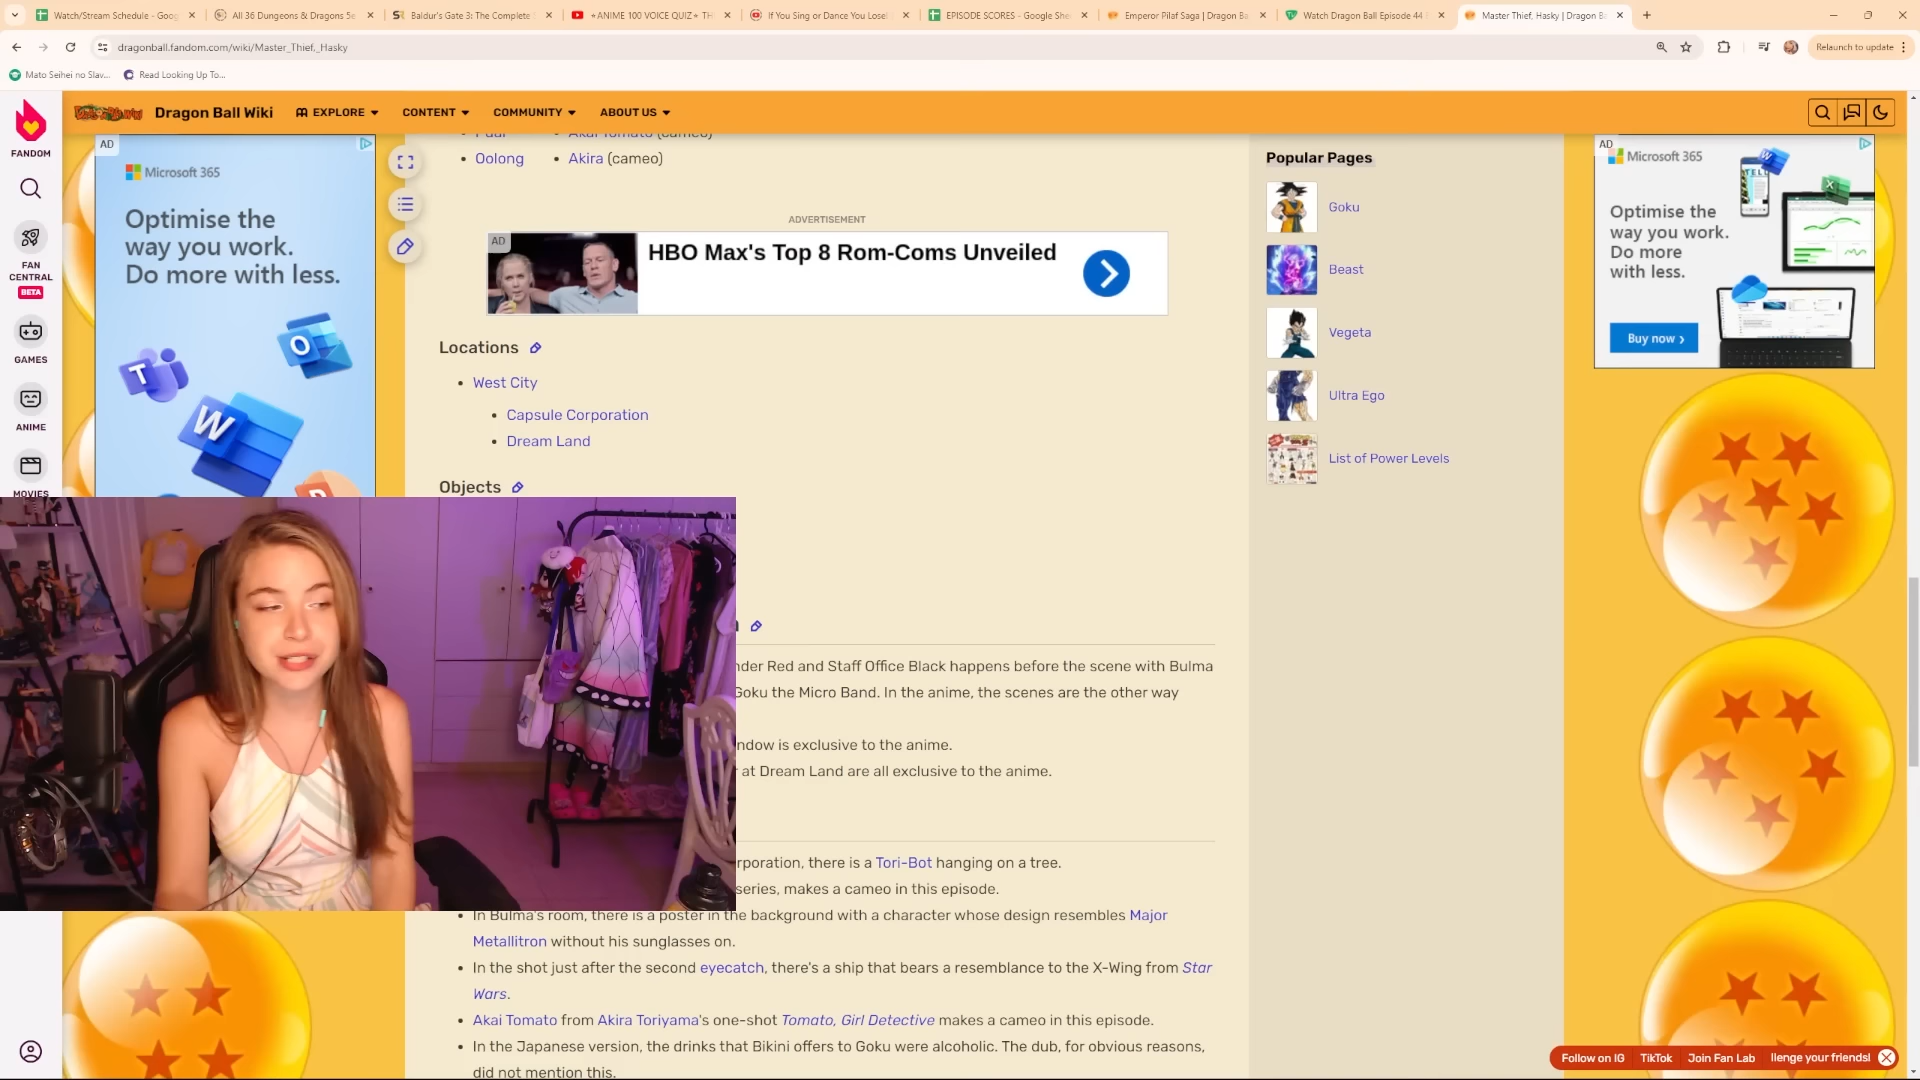 Watch/Stream Schedule - Goog
All 36 Dungeons & Dragons 5e
Baldur's Gate 3: The Complete
⭐ANIME 100 VOICE QUIZ⭐ TH
If You Sing or Dance You Lose!
EPISODE SCORES - Google She
Emperor Pilaf Saga | Dragon Ba
Watch Dragon Ball Episode 44
Master Thief, Hasky | Dragon B
dragonball.fandom.com/wiki/Master_Thief,_Hasky
Relaunch to update
Mato Seihei no Slav...
Read Looking Up To...
FANDOM
FAN
CENTRAL
BETA
GAMES
ANIME
MOVIES
Dragon Ball Wiki
EXPLORE
CONTENT
COMMUNITY
ABOUT US
AD
Microsoft 365
Optimise the
way you work.
Do more with less.
Puar
Akai Tomato (cameo)
• Oolong
• Akira (cameo)
ADVERTISEMENT
AD
HBO Max's Top 8 Rom-Coms Unveiled
Locations
• West City
• Capsule Corporation
• Dream Land
Objects
nder Red and Staff Office Black happens before the scene with Bulma
Goku the Micro Band. In the anime, the scenes are the other way
ndow is exclusive to the anime.
at Dream Land are all exclusive to the anime.
rporation, there is a Tori-Bot hanging on a tree.
series, makes a cameo in this episode.
• In Bulma's room, there is a poster in the background with a character whose design resembles Major
Metallitron without his sunglasses on.
• In the shot just after the second eyecatch, there's a ship that bears a resemblance to the X-Wing from Star
Wars.
• Akai Tomato from Akira Toriyama's one-shot Tomato, Girl Detective makes a cameo in this episode.
• In the Japanese version, the drinks that Bikini offers to Goku were alcoholic. The dub, for obvious reasons,
did not mention this.
Popular Pages
Goku
Beast
Vegeta
Ultra Ego
List of Power Levels
AD
Microsoft 365
Optimise the
way you work.
Do more
with less.
Buy now ›
Follow on IG
TikTok
Join Fan Lab
llenge your friends!